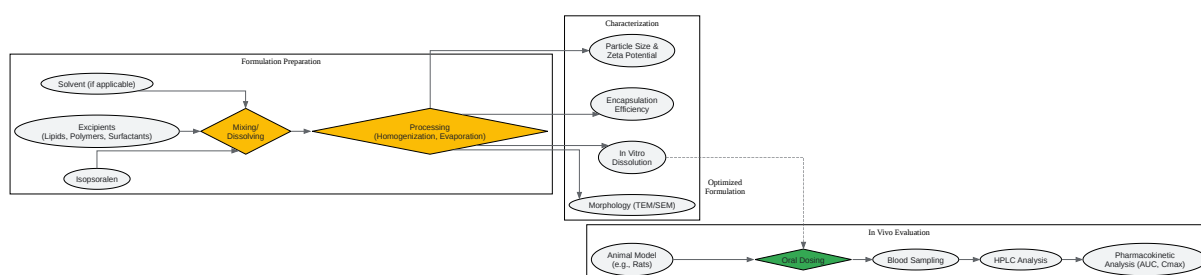 Characterization
Particle Size &
Zeta Potential
Formulation Preparation
Solvent (if applicable)
Encapsulation
Efficiency
Excipients
(Lipids, Polymers, Surfactants)
Mixing/
Dissolving
Processing
(Homogenization, Evaporation)
In Vitro
Dissolution
Isopsoralen
Optimized
Formulation
Morphology (TEM/SEM)
In Vivo Evaluation
Animal Model
(e.g., Rats)
Oral Dosing
Blood Sampling
HPLC Analysis
Pharmacokinetic
Analysis (AUC, Cmax)